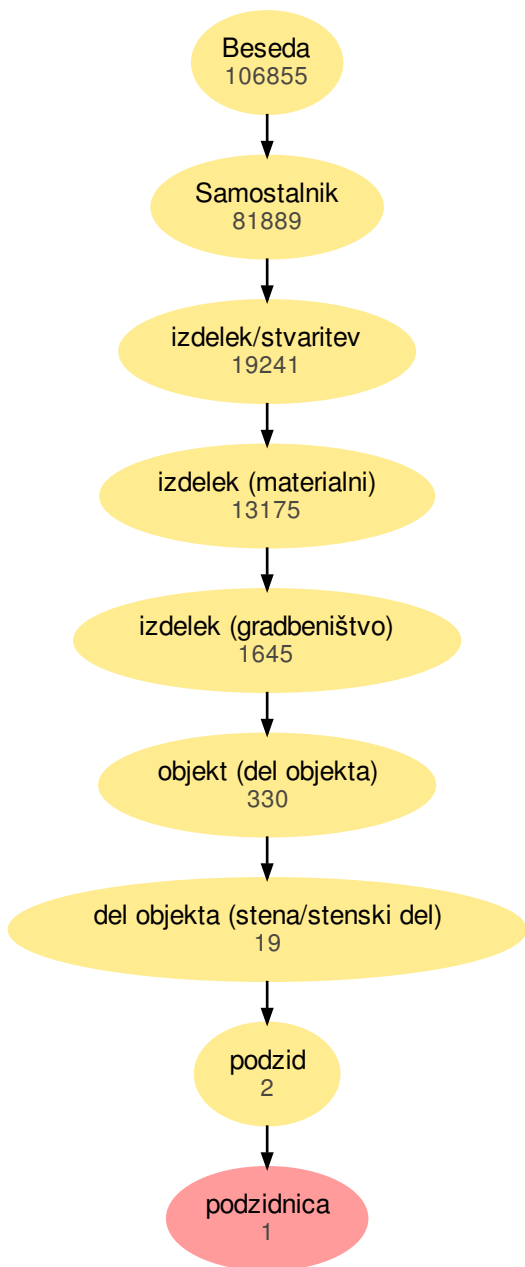 Beseda
106855
Samostalnik
81889
izdelek/stvaritev
19241
izdelek (materialni)
13175
izdelek (gradbeništvo)
1645
objekt (del objekta)
330
del objekta (stena/stenski del)
19
podzid
2
podzidnica
1